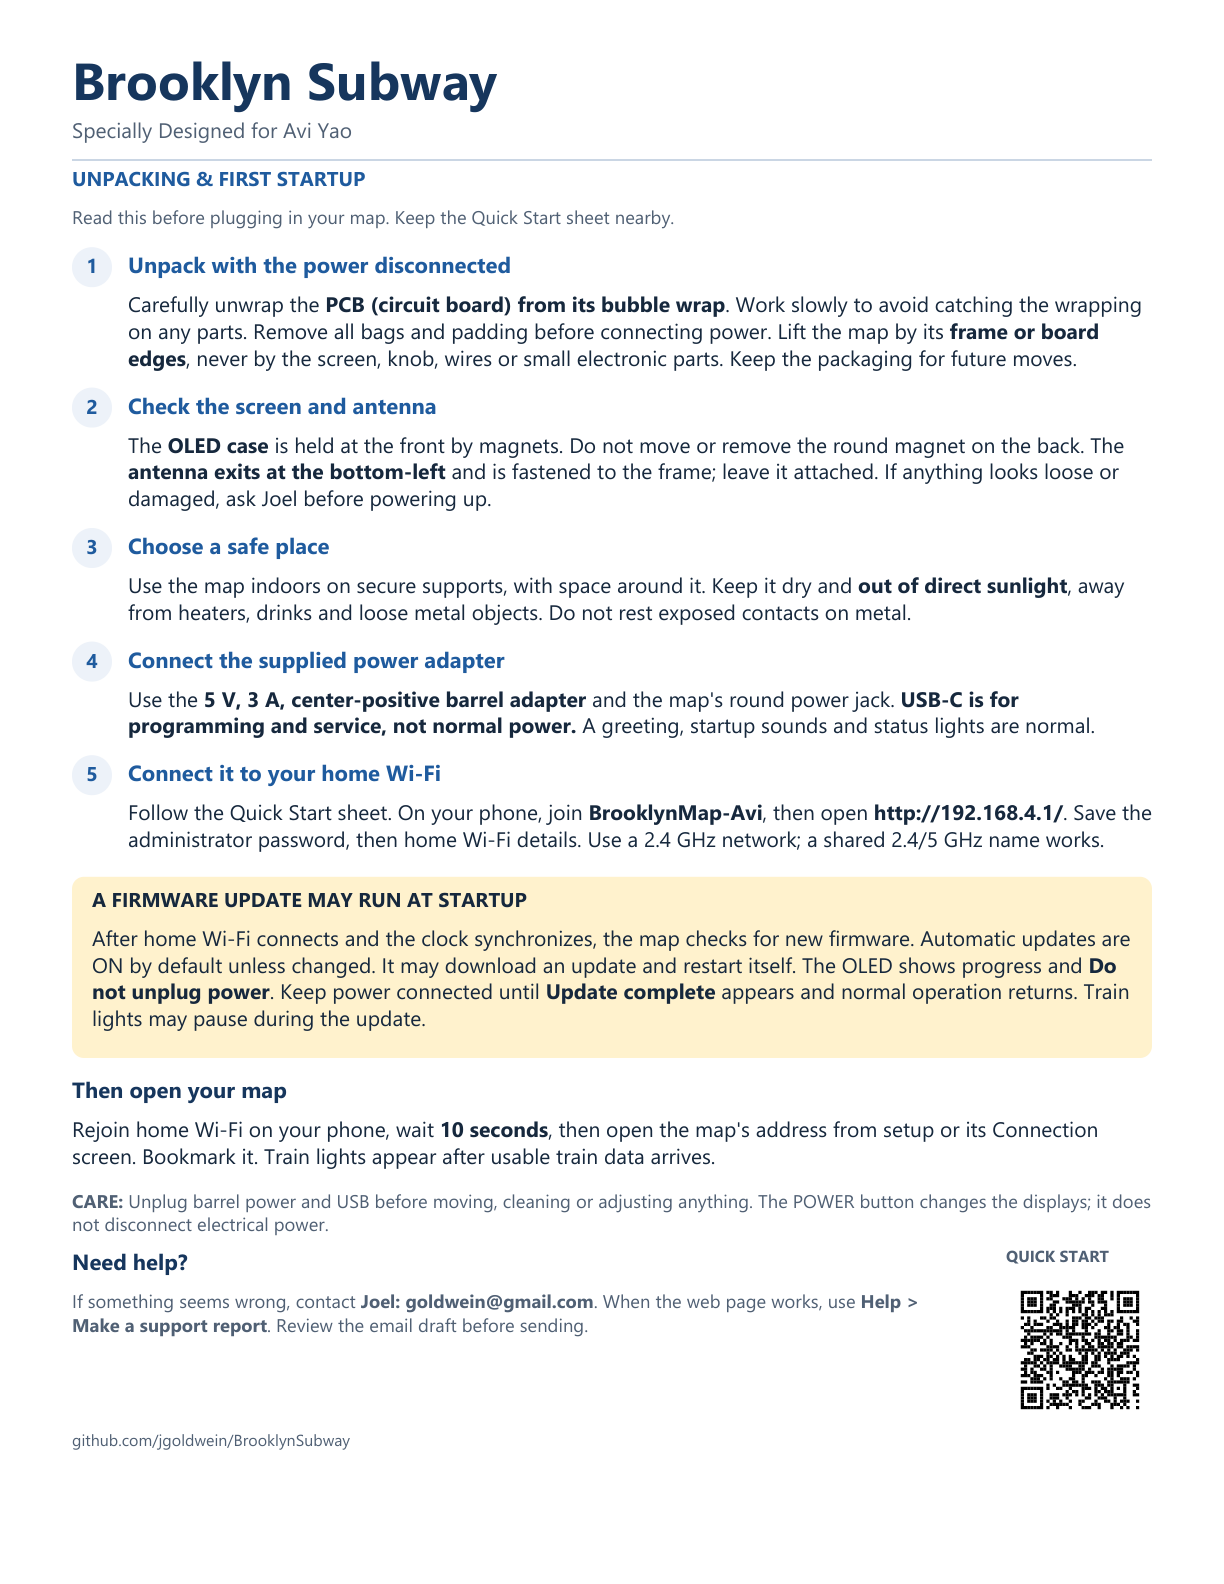 Brooklyn Subway
Specially Designed for Avi Yao
UNPACKING & FIRST STARTUP
Read this before plugging in your map. Keep the Quick Start sheet nearby.
1 Unpack with the power disconnected
Carefully unwrap the PCB (circuit board) from its bubble wrap. Work slowly to avoid catching the wrapping
on any parts. Remove all bags and padding before connecting power. Lift the map by its frame or board
edges, never by the screen, knob, wires or small electronic parts. Keep the packaging for future moves.
2 Check the screen and antenna
The OLED case is held at the front by magnets. Do not move or remove the round magnet on the back. The
antenna exits at the bottom-left and is fastened to the frame; leave it attached. If anything looks loose or
damaged, ask Joel before powering up.
3 Choose a safe place
Use the map indoors on secure supports, with space around it. Keep it dry and out of direct sunlight, away
from heaters, drinks and loose metal objects. Do not rest exposed contacts on metal.
4 Connect the supplied power adapter
Use the 5 V, 3 A, center-positive barrel adapter and the map's round power jack. USB-C is for
programming and service, not normal power. A greeting, startup sounds and status lights are normal.
5 Connect it to your home Wi-Fi
Follow the Quick Start sheet. On your phone, join BrooklynMap-Avi, then open http://192.168.4.1/. Save the
administrator password, then home Wi-Fi details. Use a 2.4 GHz network; a shared 2.4/5 GHz name works.
A FIRMWARE UPDATE MAY RUN AT STARTUP
After home Wi-Fi connects and the clock synchronizes, the map checks for new firmware. Automatic updates are
ON by default unless changed. It may download an update and restart itself. The OLED shows progress and Do
not unplug power. Keep power connected until Update complete appears and normal operation returns. Train
lights may pause during the update.
Then open your map
Rejoin home Wi-Fi on your phone, wait 10 seconds, then open the map's address from setup or its Connection
screen. Bookmark it. Train lights appear after usable train data arrives.
CARE: Unplug barrel power and USB before moving, cleaning or adjusting anything. The POWER button changes the displays; it does
not disconnect electrical power.
Need help?
If something seems wrong, contact Joel: goldwein@gmail.com. When the web page works, use Help >
Make a support report. Review the email draft before sending.
QUICK START
github.com/jgoldwein/BrooklynSubway